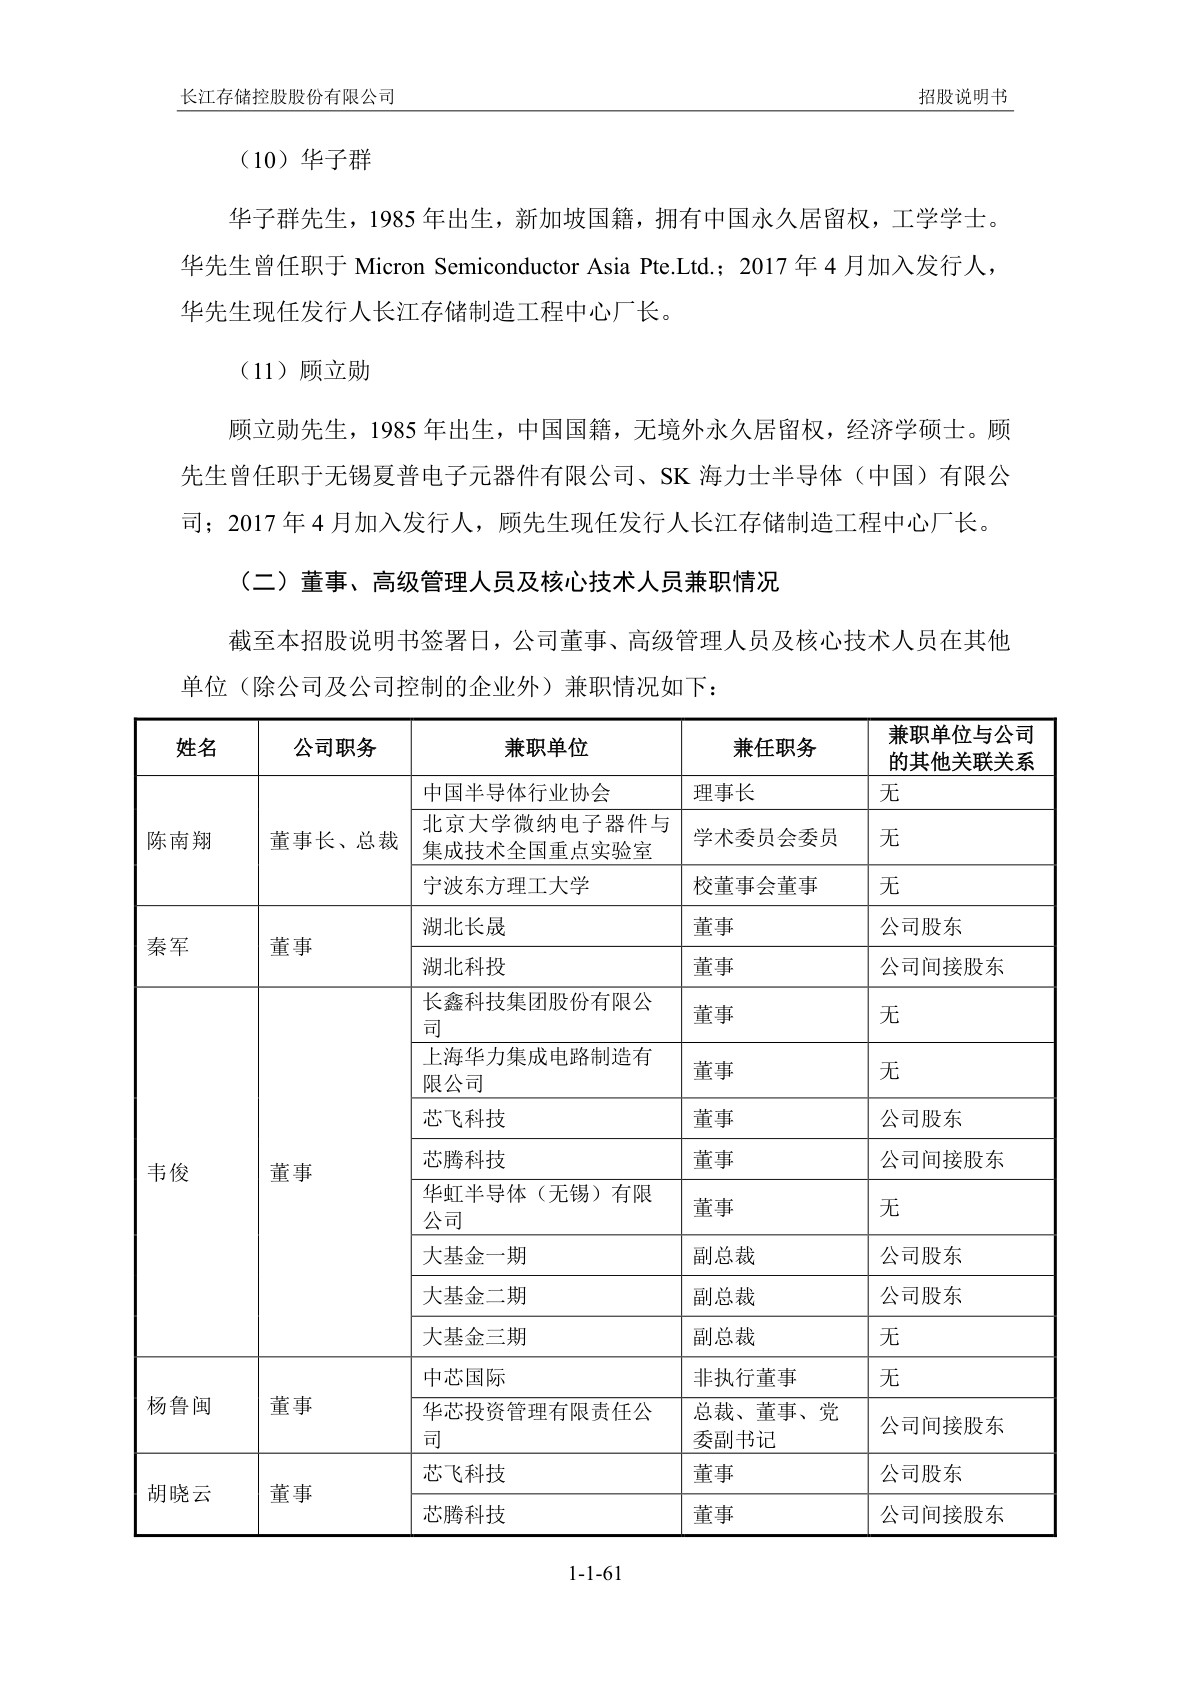 长江存储控股股份有限公司 招股说明书
（10）华子群
华子群先生，1985 年出生，新加坡国籍，拥有中国永久居留权，工学学士。
华先生曾任职于 Micron Semiconductor Asia Pte.Ltd.；2017 年 4 月加入发行人，
华先生现任发行人长江存储制造工程中心厂长。
（11）顾立勋
顾立勋先生，1985 年出生，中国国籍，无境外永久居留权，经济学硕士。顾
先生曾任职于无锡夏普电子元器件有限公司、SK 海力士半导体（中国）有限公
司；2017 年 4 月加入发行人，顾先生现任发行人长江存储制造工程中心厂长。
（二）董事、高级管理人员及核心技术人员兼职情况
截至本招股说明书签署日，公司董事、高级管理人员及核心技术人员在其他
单位（除公司及公司控制的企业外）兼职情况如下：
姓名 公司职务 兼职单位 兼任职务 兼职单位与公司
的其他关联关系
陈南翔 董事长、总裁 中国半导体行业协会 理事长 无
北京大学微纳电子器件与
集成技术全国重点实验室 学术委员会委员 无
宁波东方理工大学 校董事会董事 无
秦军 董事 湖北长晟 董事 公司股东
湖北科投 董事 公司间接股东
韦俊 董事 长鑫科技集团股份有限公
司 董事 无
上海华力集成电路制造有
限公司 董事 无
芯飞科技 董事 公司股东
芯腾科技 董事 公司间接股东
华虹半导体（无锡）有限
公司 董事 无
大基金一期 副总裁 公司股东
大基金二期 副总裁 公司股东
大基金三期 副总裁 无
杨鲁闽 董事 中芯国际 非执行董事 无
华芯投资管理有限责任公
司 总裁、董事、党
委副书记 公司间接股东
胡晓云 董事 芯飞科技 董事 公司股东
芯腾科技 董事 公司间接股东
1-1-61